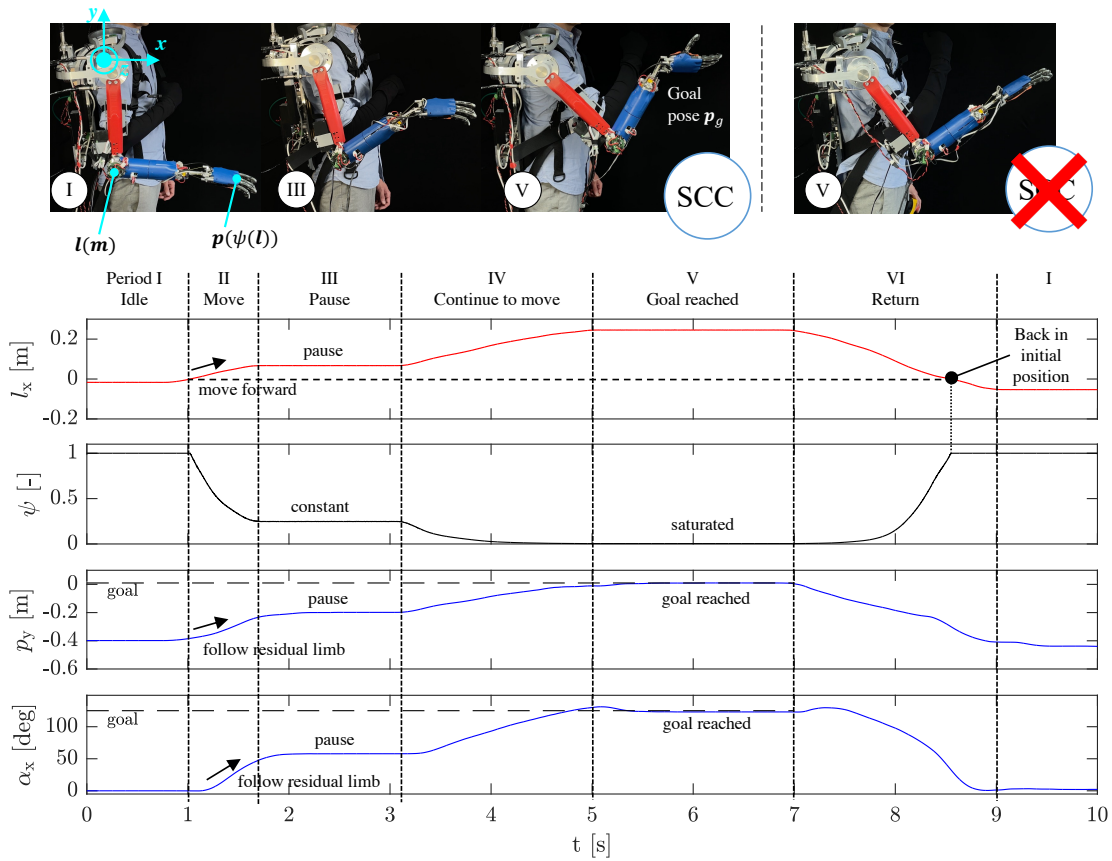 y
x
Goal
pose p_g
I
III
V
SCC
V
SCC
l(m)
p(ψ(l))
Period I
Idle
II
Move
III
Pause
IV
Continue to move
V
Goal reached
VI
Return
I
l_x [m]
0.2
0
-0.2
move forward
pause
Back in
initial
position
ψ [-]
1
0.5
0
constant
saturated
p_y [m]
0
-0.2
-0.4
-0.6
goal
follow residual limb
pause
goal reached
α_x [deg]
100
50
0
goal
follow residual limb
pause
goal reached
0 1 2 3 4 5 6 7 8 9 10
t [s]